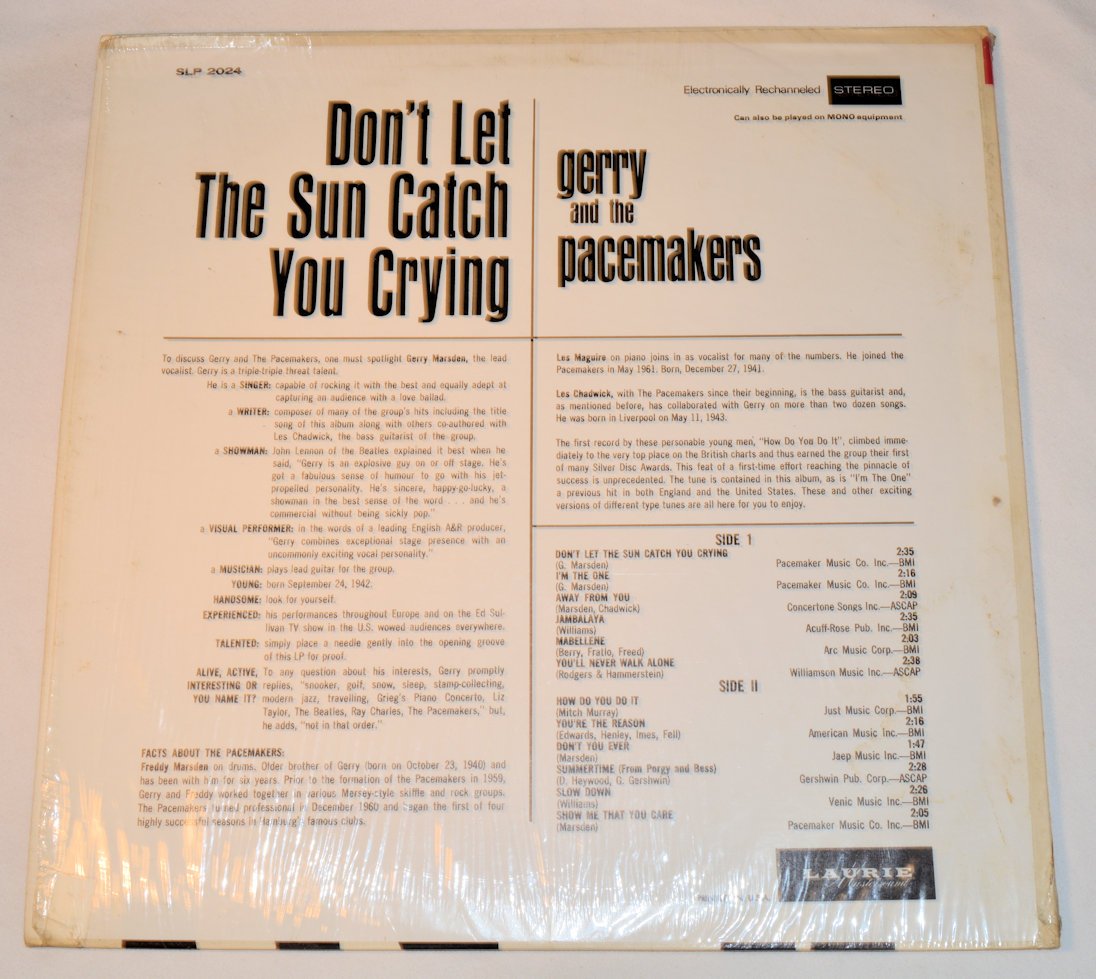 SLP 2024
Electronically Rechanneled STEREO
Can also be played on MONO equipment
Don't Let
The Sun Catch
You Crying
gerry
and the
pacemakers
To discuss Gerry and The Pacemakers, one must spotlight Gerry Marsden, the lead
vocalist. Gerry is a triple-triple threat talent.
He is a SINGER: capable of rocking it with the best and equally adept at
capturing an audience with a love ballad.
a WRITER: composer of many of the group's hits including the title
song of this album along with others co-authored with
Les Chadwick, the bass guitarist of the group.
a SHOWMAN: John Lennon of the Beatles explained it best when he
said, "Gerry is an explosive guy on or off stage. He's
got a fabulous sense of humour to go with his jet-
propelled personality. He's sincere, happy-go-lucky, a
showman in the best sense of the word . . . and he's
commercial without being sickly pop."
a VISUAL PERFORMER: in the words of a leading English A&R producer,
"Gerry combines exceptional stage presence with an
uncommonly exciting vocal personality."
a MUSICIAN: plays lead guitar for the group.
YOUNG: born September 24, 1942.
HANDSOME: look for yourself.
EXPERIENCED: his performances throughout Europe and on the Ed Sul-
livan TV show in the U.S. wowed audiences everywhere.
TALENTED: simply place a needle gently into the opening groove
of this LP for proof.
ALIVE, ACTIVE, To any question about his interests, Gerry promptly
INTERESTING OR replies, "snooker, golf, snow, sleep, stamp-collecting,
YOU NAME IT? modern jazz, travelling, Grieg's Piano Concerto, Liz
Taylor, The Beatles, Ray Charles, The Pacemakers," but,
he adds, "not in that order."
FACTS ABOUT THE PACEMAKERS:
Freddy Marsden on drums. Older brother of Gerry (born on October 23, 1940) and
has been with him for six years. Prior to the formation of the Pacemakers in 1959,
Gerry and Freddy worked together in various Mersey-style skiffle and rock groups.
The Pacemakers turned professional in December 1960 and began the first of four
highly successful seasons in Hamburg's famous clubs.
Les Maguire on piano joins in as vocalist for many of the numbers. He joined the
Pacemakers in May 1961. Born, December 27, 1941.
Les Chadwick, with The Pacemakers since their beginning, is the bass guitarist and,
as mentioned before, has collaborated with Gerry on more than two dozen songs.
He was born in Liverpool on May 11, 1943.
The first record by these personable young men, "How Do You Do It", climbed imme-
diately to the very top place on the British charts and thus earned the group their first
of many Silver Disc Awards. This feat of a first-time effort reaching the pinnacle of
success is unprecedented. The tune is contained in this album, as is "I'm The One"
a previous hit in both England and the United States. These and other exciting
versions of different type tunes are all here for you to enjoy.
SIDE I
DON'T LET THE SUN CATCH YOU CRYING 2:35
(G. Marsden) Pacemaker Music Co. Inc.—BMI
I'M THE ONE 2:16
(G. Marsden) Pacemaker Music Co. Inc.—BMI
AWAY FROM YOU 2:09
(Marsden, Chadwick) Concertone Songs Inc.—ASCAP
JAMBALAYA 2:35
(Williams) Acuff-Rose Pub. Inc.—BMI
MABELLENE 2:03
(Berry, Fratio, Freed) Arc Music Corp.—BMI
YOU'LL NEVER WALK ALONE 2:38
(Rodgers & Hammerstein) Williamson Music Inc.—ASCAP
SIDE II
HOW DO YOU DO IT 1:55
(Mitch Murray) Just Music Corp.—BMI
YOU'RE THE REASON 2:16
(Edwards, Henley, Imes, Fell) American Music Inc.—BMI
DON'T YOU EVER 1:47
(Marsden) Jaep Music Inc.—BMI
SUMMERTIME (From Porgy and Bess) 2:28
(D. Heywood, G. Gershwin) Gershwin Pub. Corp.—ASCAP
SLOW DOWN 2:26
(Williams) Venic Music Inc.—BMI
SHOW ME THAT YOU CARE 2:05
(Marsden) Pacemaker Music Co. Inc.—BMI
LAURIE
U.S.A.